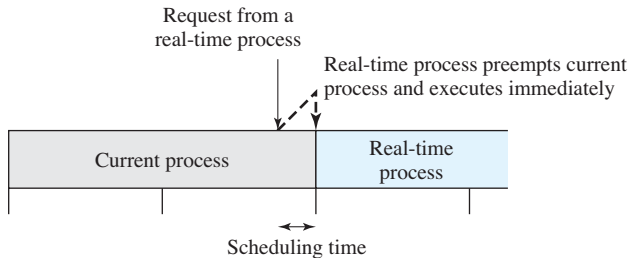 Request from a
real-time process
Real-time process preempts current
process and executes immediately
Current process
Real-time
process
Scheduling time